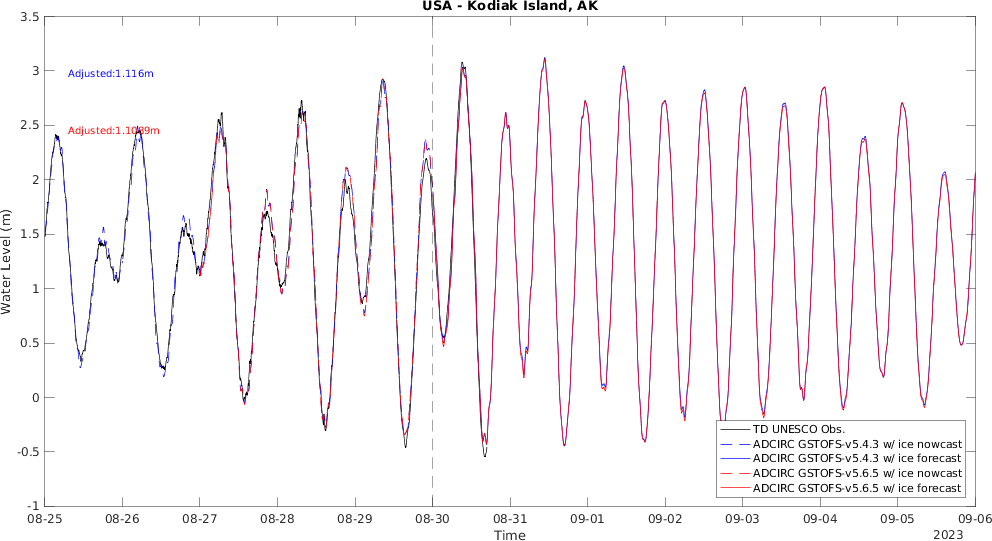 USA - Kodiak Island, AK
3.5
3
2.5
2
1.5
1
0.5
0
-0.5
-1
Water Level (m)
Adjusted:1.116m
Adjusted:1.1089m
TD UNESCO Obs.
ADCIRC GSTOFS-v5.4.3 w/ ice nowcast
ADCIRC GSTOFS-v5.4.3 w/ ice forecast
ADCIRC GSTOFS-v5.6.5 w/ ice nowcast
ADCIRC GSTOFS-v5.6.5 w/ ice forecast
08-25 08-26 08-27 08-28 08-29 08-30 08-31 09-01 09-02 09-03 09-04 09-05 09-06
Time
2023